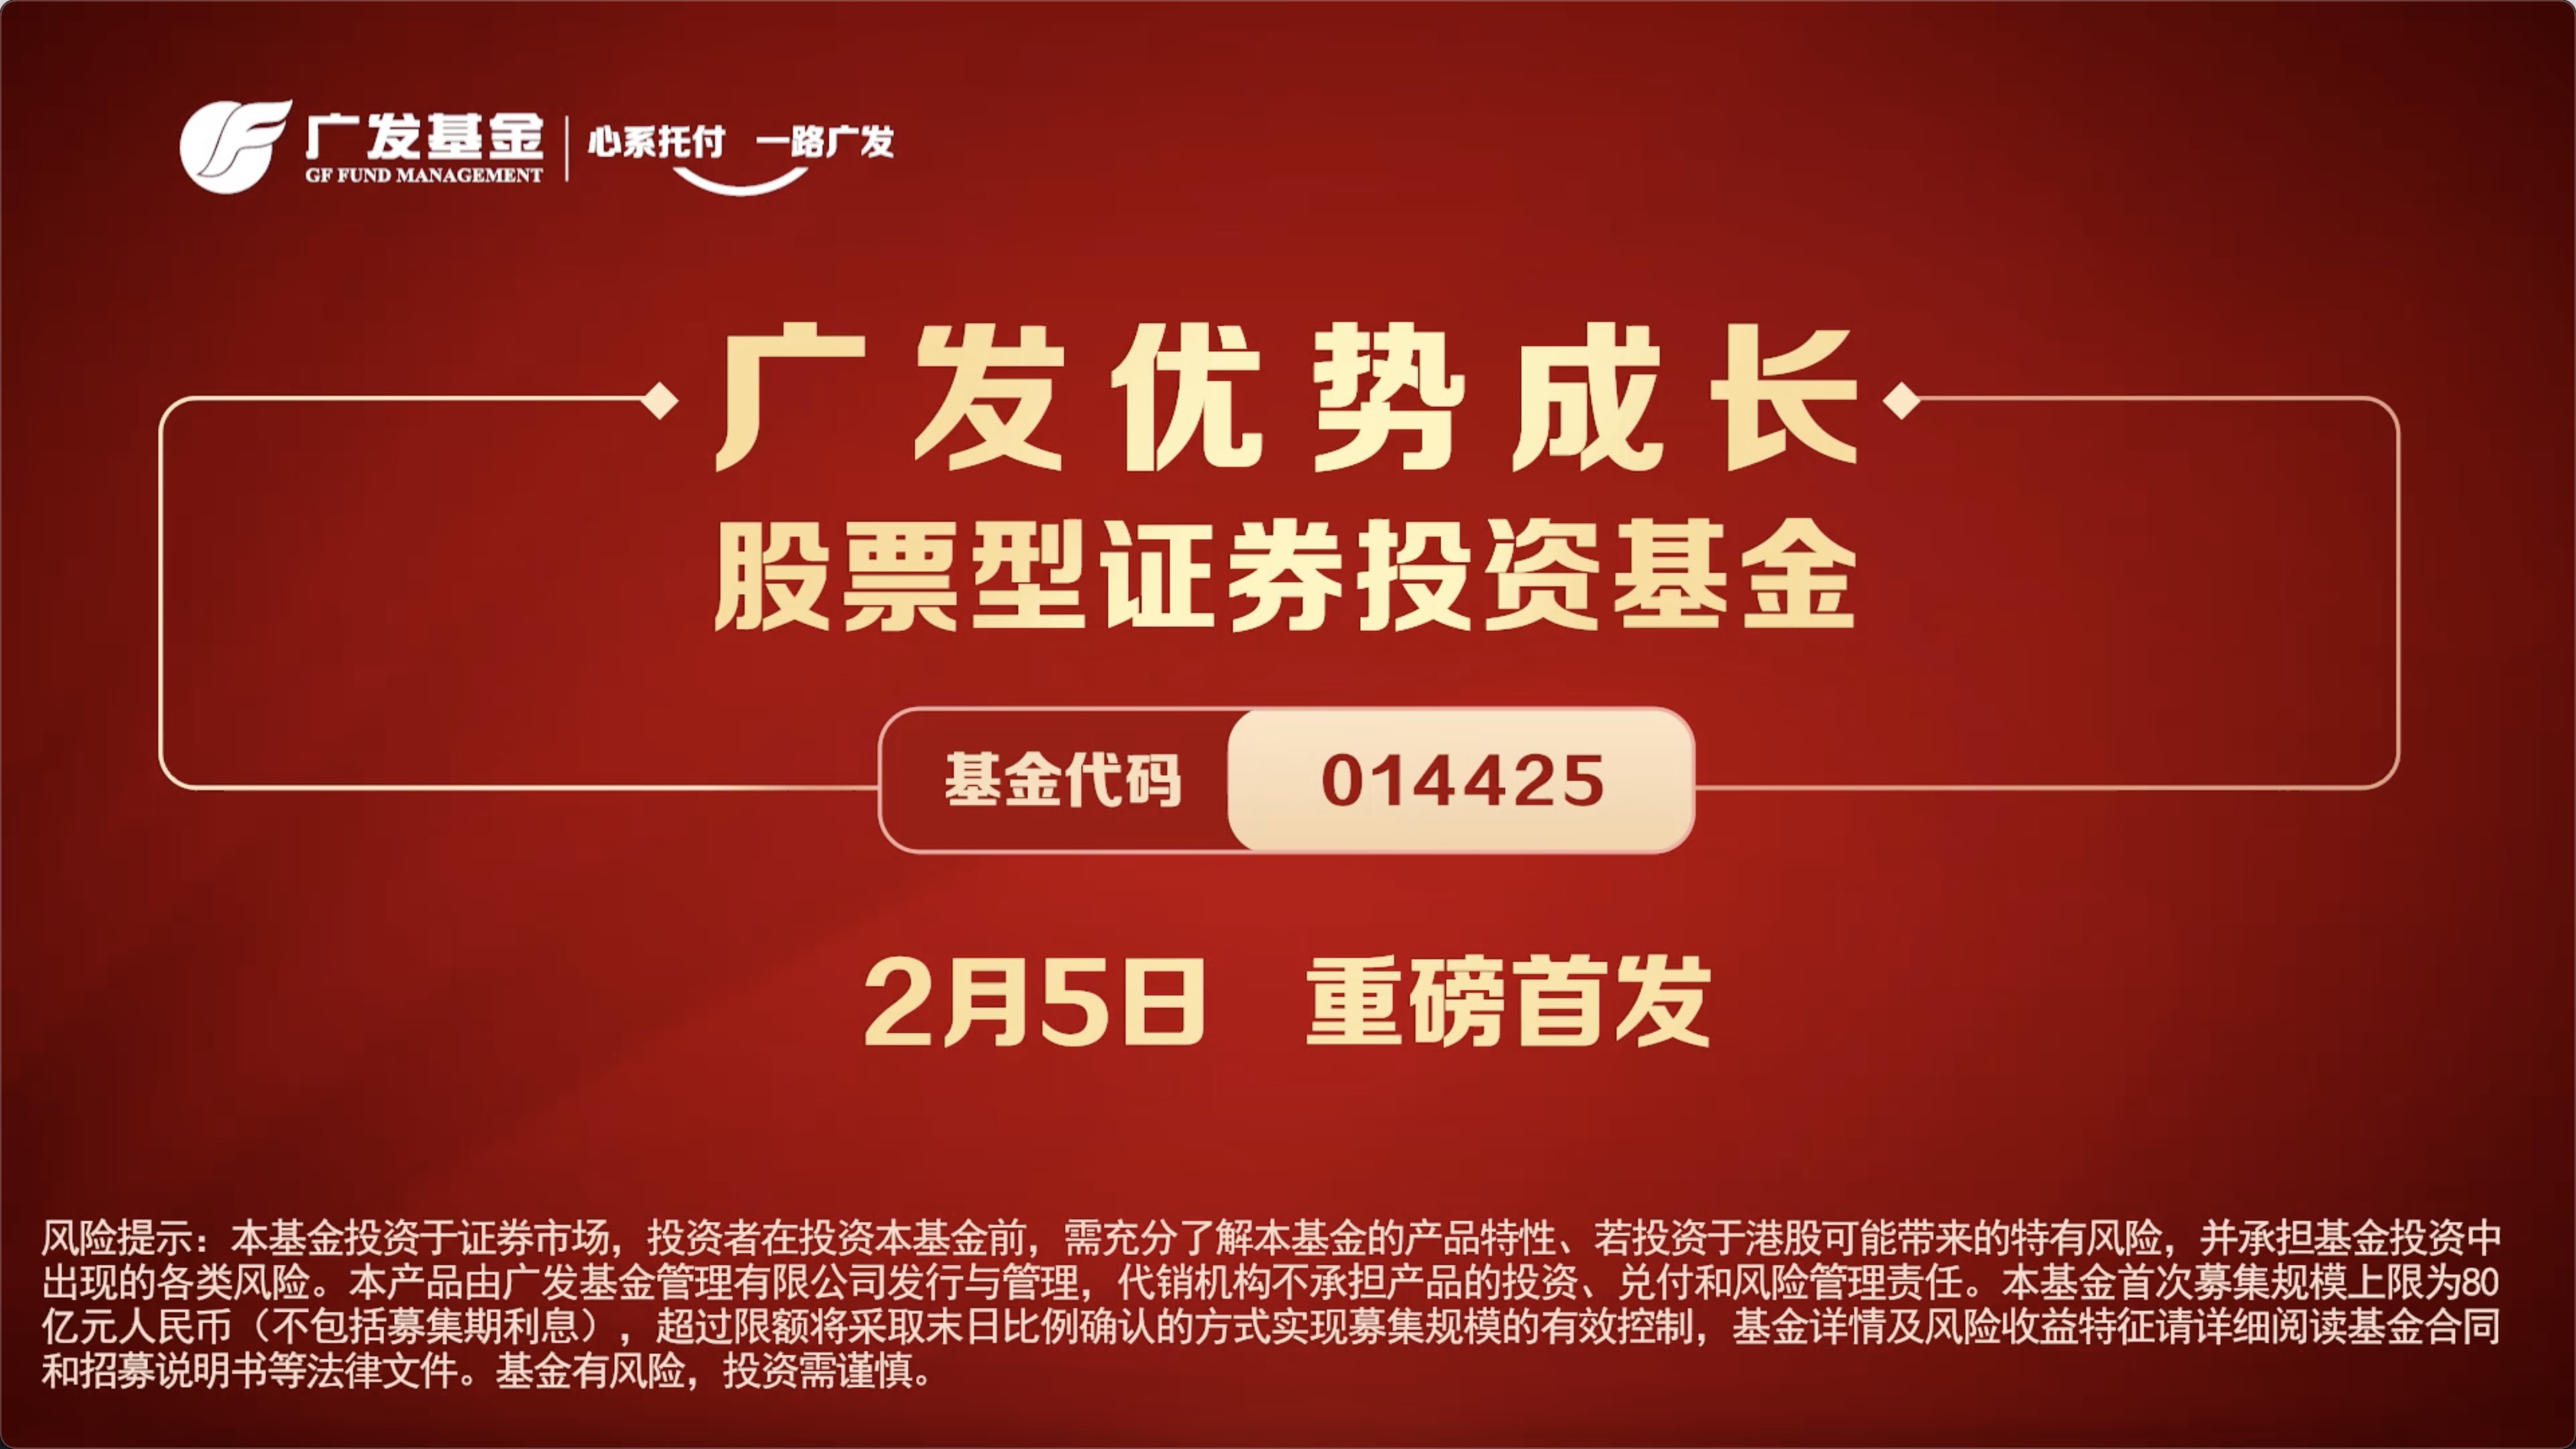 广发基金 心系托付 一路广发
GF FUND MANAGEMENT
广发优势成长
股票型证券投资基金
基金代码 014425
2月5日 重磅首发
风险提示：本基金投资于证券市场，投资者在投资本基金前，需充分了解本基金的产品特性、若投资于港股可能带来的特有风险，并承担基金投资中
出现的各类风险。本产品由广发基金管理有限公司发行与管理，代销机构不承担产品的投资、兑付和风险管理责任。本基金首次募集规模上限为80
亿元人民币（不包括募集期利息），超过限额将采取末日比例确认的方式实现募集规模的有效控制，基金详情及风险收益特征请详细阅读基金合同
和招募说明书等法律文件。基金有风险，投资需谨慎。